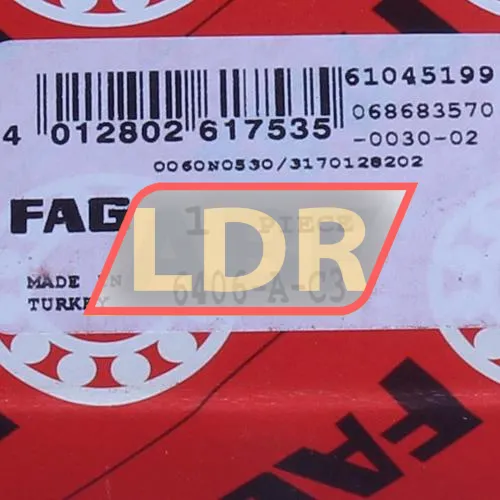 61045199
4 012802 617535
068683570
-0030-02
0060N0530/3170128202
FAG 1 PIECE
LDR
MADE IN
6406-A-C3
TURKEY